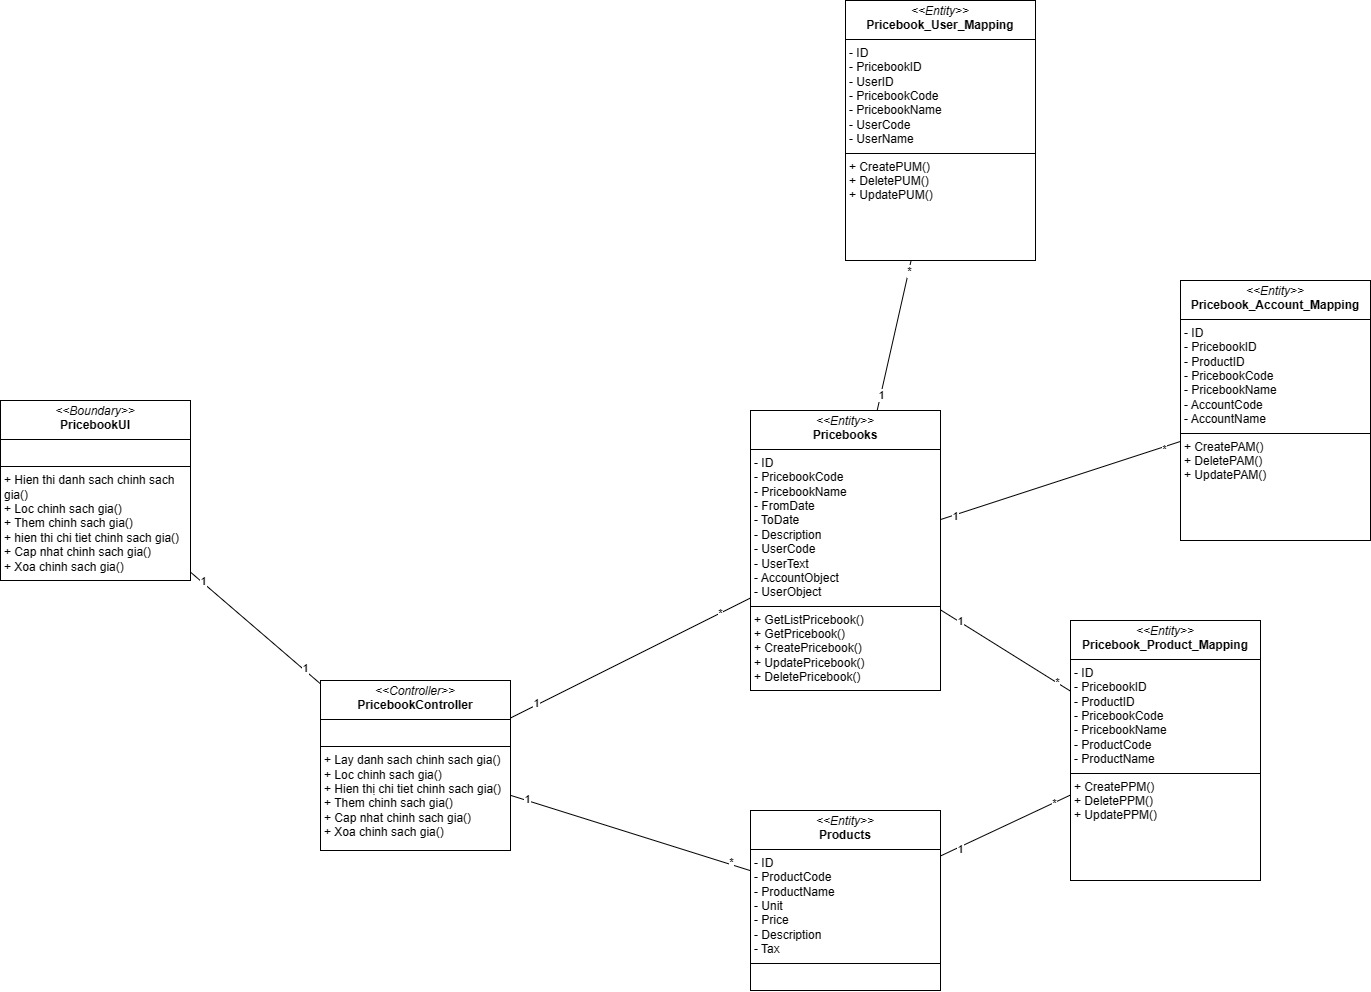 <<Entity>>
Pricebook_User_Mapping
- ID
- PricebookID
- UserID
- PricebookCode
- PricebookName
- UserCode
- UserName
+ CreatePUM()
+ DeletePUM()
+ UpdatePUM()
*
1
<<Entity>>
Pricebook_Account_Mapping
- ID
- PricebookID
- ProductID
- PricebookCode
- PricebookName
- AccountCode
- AccountName
+ CreatePAM()
+ DeletePAM()
+ UpdatePAM()
*
1
<<Boundary>>
PricebookUI
+ Hien thi danh sach chinh sach
gia()
+ Loc chinh sach gia()
+ Them chinh sach gia()
+ hien thi chi tiet chinh sach gia()
+ Cap nhat chinh sach gia()
+ Xoa chinh sach gia()
1
1
<<Entity>>
Pricebooks
- ID
- PricebookCode
- PricebookName
- FromDate
- ToDate
- Description
- UserCode
- UserText
- AccountObject
- UserObject
+ GetListPricebook()
+ GetPricebook()
+ CreatePricebook()
+ UpdatePricebook()
+ DeletePricebook()
*
1
1
*
<<Entity>>
Pricebook_Product_Mapping
- ID
- PricebookID
- ProductID
- PricebookCode
- PricebookName
- ProductCode
- ProductName
+ CreatePPM()
+ DeletePPM()
+ UpdatePPM()
<<Controller>>
PricebookController
+ Lay danh sach chinh sach gia()
+ Loc chinh sach gia()
+ Hien thị chi tiet chinh sach gia()
+ Them chinh sach gia()
+ Cap nhat chinh sach gia()
+ Xoa chinh sach gia()
1
*
*
1
<<Entity>>
Products
- ID
- ProductCode
- ProductName
- Unit
- Price
- Description
- Tax